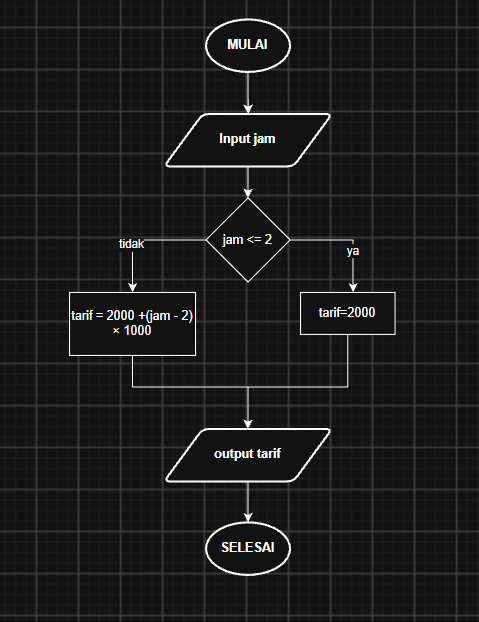 MULAI
Input jam
jam <= 2
tidak
ya
tarif = 2000 +(jam - 2)
× 1000
tarif=2000
output tarif
SELESAI